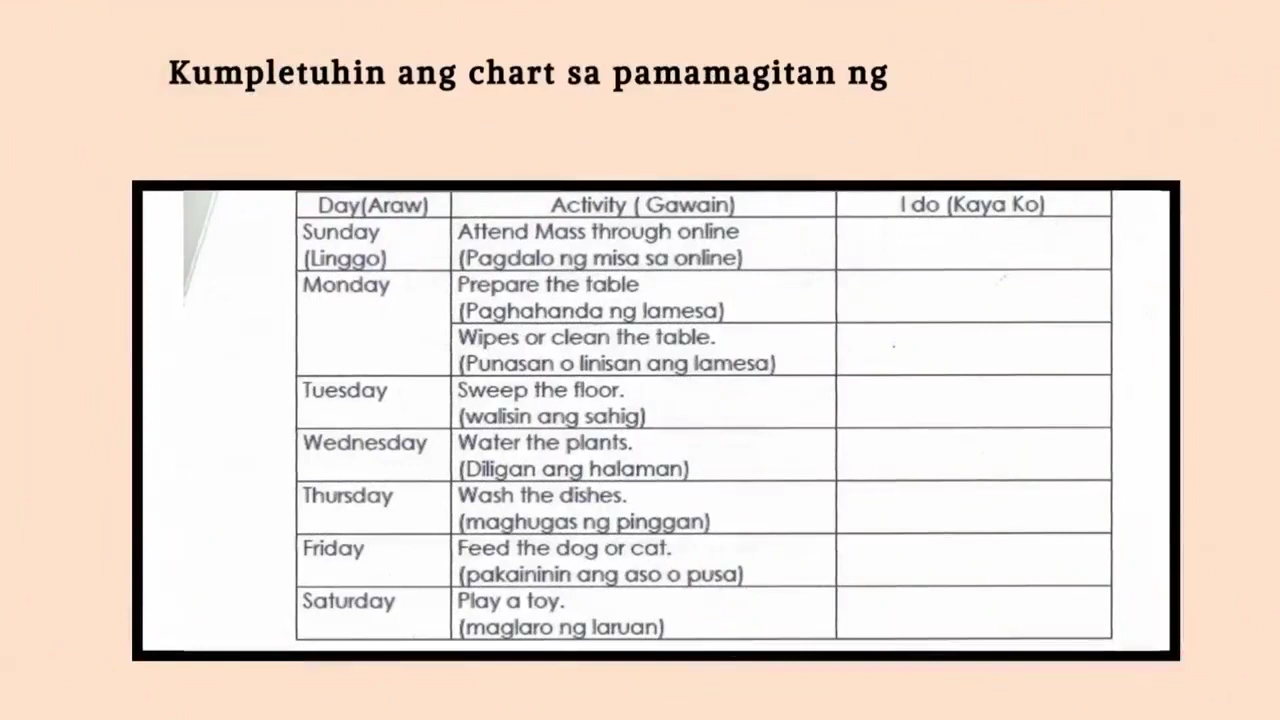 Kumpletuhin ang chart sa pamamagitan ng
Day(Araw) Activity ( Gawain) I do (Kaya Ko)
Sunday Attend Mass through online
(Linggo) (Pagdalo ng misa sa online)
Monday Prepare the table
(Paghahanda ng lamesa)
Wipes or clean the table.
(Punasan o linisan ang lamesa)
Tuesday Sweep the floor.
(walisin ang sahig)
Wednesday Water the plants.
(Diligan ang halaman)
Thursday Wash the dishes.
(maghugas ng pinggan)
Friday Feed the dog or cat.
(pakaininin ang aso o pusa)
Saturday Play a toy.
(maglaro ng laruan)